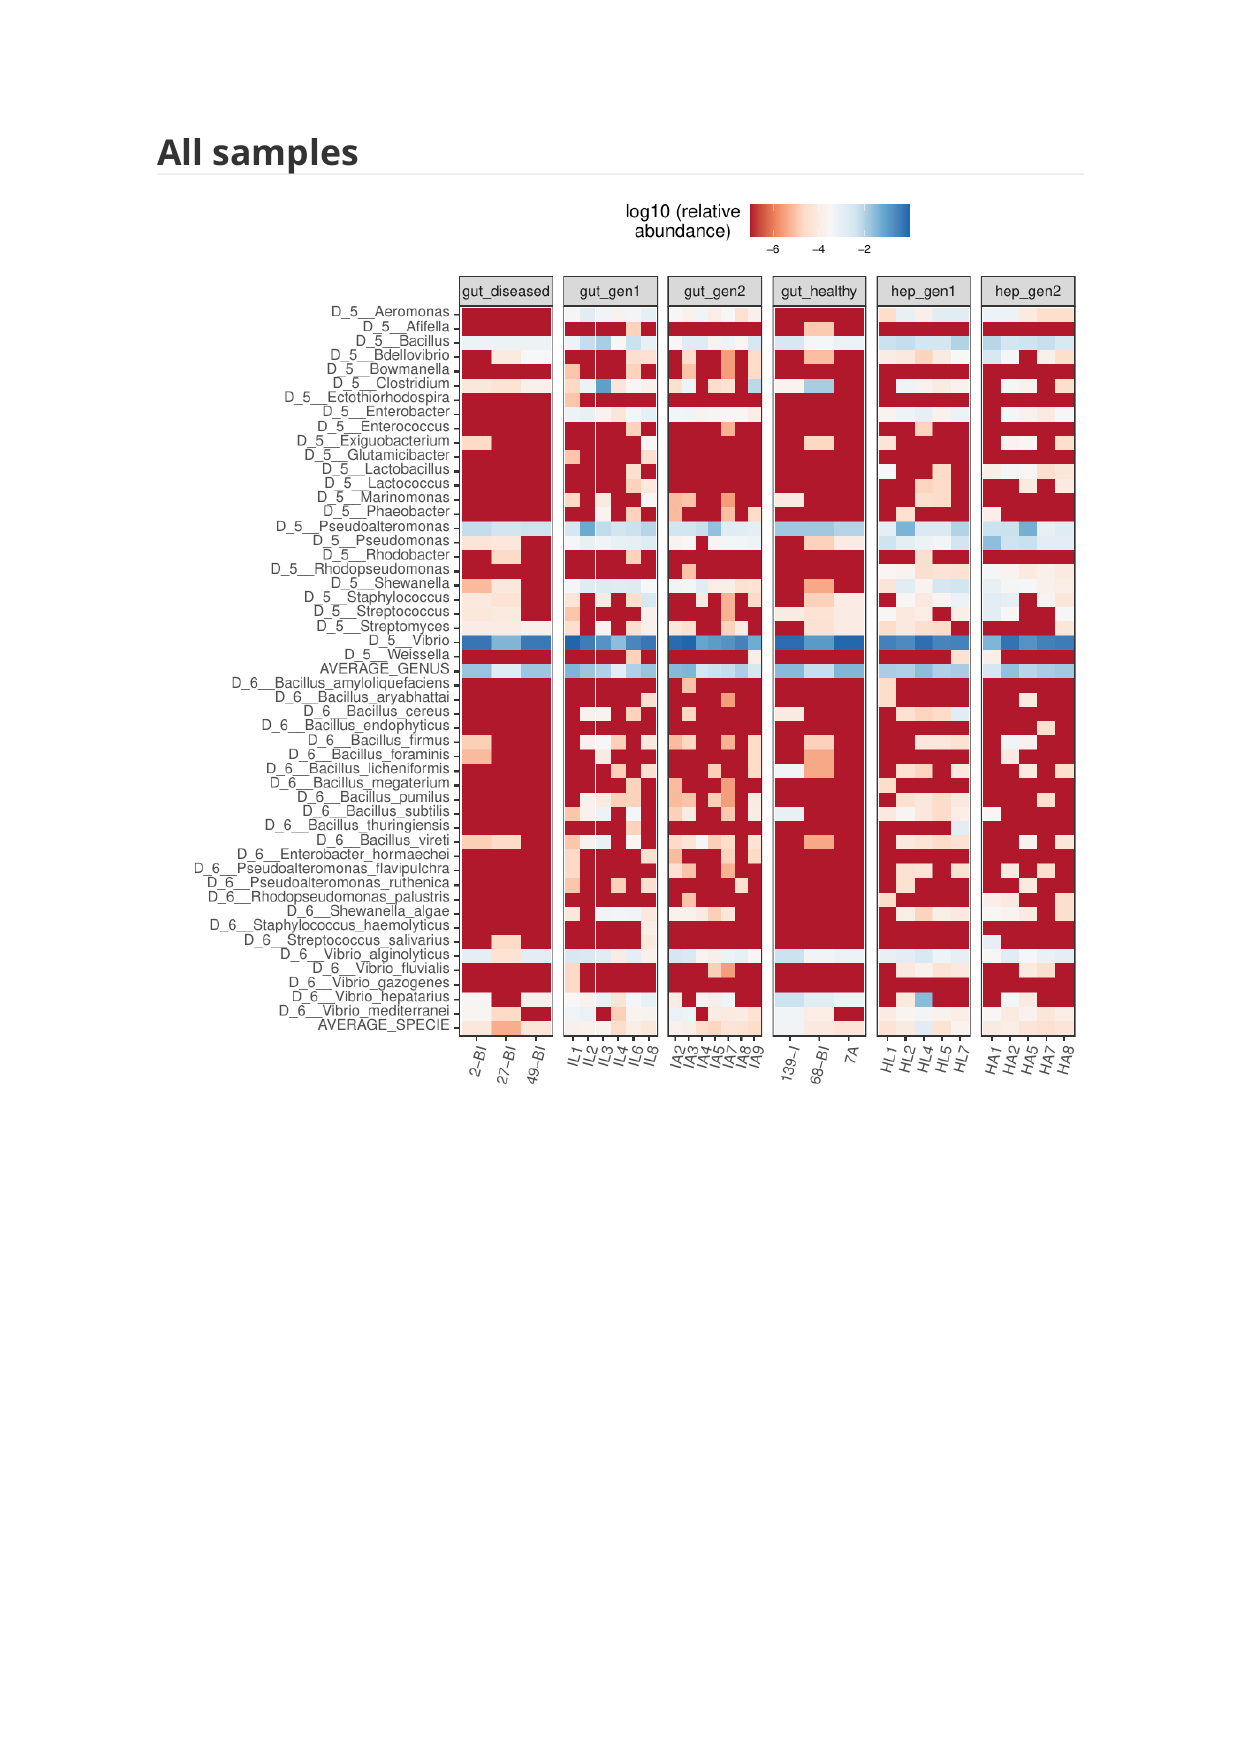 All samples
log10 (relative
abundance)
−6 −4 −2
gut_diseased gut_gen1 gut_gen2 gut_healthy hep_gen1 hep_gen2
D_5__Aeromonas
D_5__Afifella
D_5__Bacillus
D_5__Bdellovibrio
D_5__Bowmanella
D_5__Clostridium
D_5__Ectothiorhodospira
D_5__Enterobacter
D_5__Enterococcus
D_5__Exiguobacterium
D_5__Glutamicibacter
D_5__Lactobacillus
D_5__Lactococcus
D_5__Marinomonas
D_5__Phaeobacter
D_5__Pseudoalteromonas
D_5__Pseudomonas
D_5__Rhodobacter
D_5__Rhodopseudomonas
D_5__Shewanella
D_5__Staphylococcus
D_5__Streptococcus
D_5__Streptomyces
D_5__Vibrio
D_5__Weissella
AVERAGE_GENUS
D_6__Bacillus_amyloliquefaciens
D_6__Bacillus_aryabhattai
D_6__Bacillus_cereus
D_6__Bacillus_endophyticus
D_6__Bacillus_firmus
D_6__Bacillus_foraminis
D_6__Bacillus_licheniformis
D_6__Bacillus_megaterium
D_6__Bacillus_pumilus
D_6__Bacillus_subtilis
D_6__Bacillus_thuringiensis
D_6__Bacillus_vireti
D_6__Enterobacter_hormaechei
D_6__Pseudoalteromonas_flavipulchra
D_6__Pseudoalteromonas_ruthenica
D_6__Rhodopseudomonas_palustris
D_6__Shewanella_algae
D_6__Staphylococcus_haemolyticus
D_6__Streptococcus_salivarius
D_6__Vibrio_alginolyticus
D_6__Vibrio_fluvialis
D_6__Vibrio_gazogenes
D_6__Vibrio_hepatarius
D_6__Vibrio_mediterranei
AVERAGE_SPECIE
2−BI 27−BI 49−BI IL1 IL2 IL3 IL4 IL6 IL8 IA2 IA3 IA4 IA5 IA7 IA8 IA9 139−I 68−BI 7A HL1 HL2 HL4 HL5 HL7 HA1 HA2 HA5 HA7 HA8